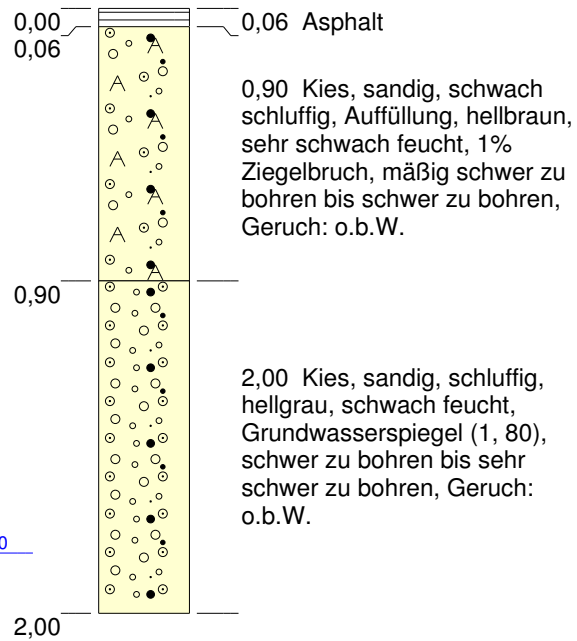 0,00
0,06
0,06 Asphalt
0,90 Kies, sandig, schwach
schluffig, Auffüllung, hellbraun,
sehr schwach feucht, 1%
Ziegelbruch, mäßig schwer zu
bohren bis schwer zu bohren,
Geruch: o.b.W.
0,90
2,00 Kies, sandig, schluffig,
hellgrau, schwach feucht,
Grundwasserspiegel (1, 80),
schwer zu bohren bis sehr
schwer zu bohren, Geruch:
o.b.W.
2,00